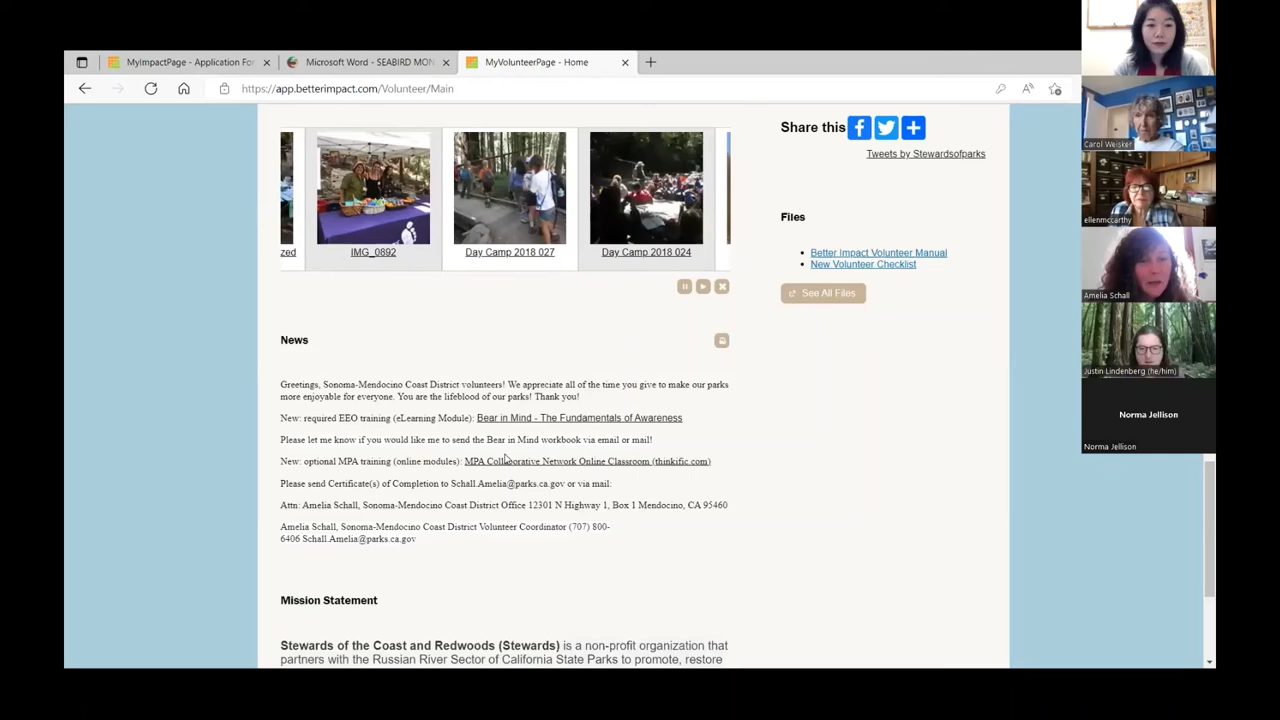 MyImpactPage - Application For
Microsoft Word - SEABIRD MON
MyVolunteerPage - Home
https://app.betterimpact.com/Volunteer/Main
Share this
Tweets by Stewardsofparks
zed
IMG_0892
Day Camp 2018 027
Day Camp 2018 024
Files
Better Impact Volunteer Manual
New Volunteer Checklist
See All Files
News
Greetings, Sonoma-Mendocino Coast District volunteers! We appreciate all of the time you give to make our parks
more enjoyable for everyone. You are the lifeblood of our parks! Thank you!
New: required EEO training (eLearning Module): Bear in Mind - The Fundamentals of Awareness
Please let me know if you would like me to send the Bear in Mind workbook via email or mail!
New: optional MPA training (online modules): MPA Collaborative Network Online Classroom (thinkific.com)
Please send Certificate(s) of Completion to Schall.Amelia@parks.ca.gov or via mail:
Attn: Amelia Schall, Sonoma-Mendocino Coast District Office 12301 N Highway 1, Box 1 Mendocino, CA 95460
Amelia Schall, Sonoma-Mendocino Coast District Volunteer Coordinator (707) 800-
6406 Schall.Amelia@parks.ca.gov
Mission Statement
Stewards of the Coast and Redwoods (Stewards) is a non-profit organization that
partners with the Russian River Sector of California State Parks to promote, restore
Carol Weisker
ellenmccarthy
Amelia Schall
Justin Lindenberg (he/him)
Norma Jellison
Norma Jellison